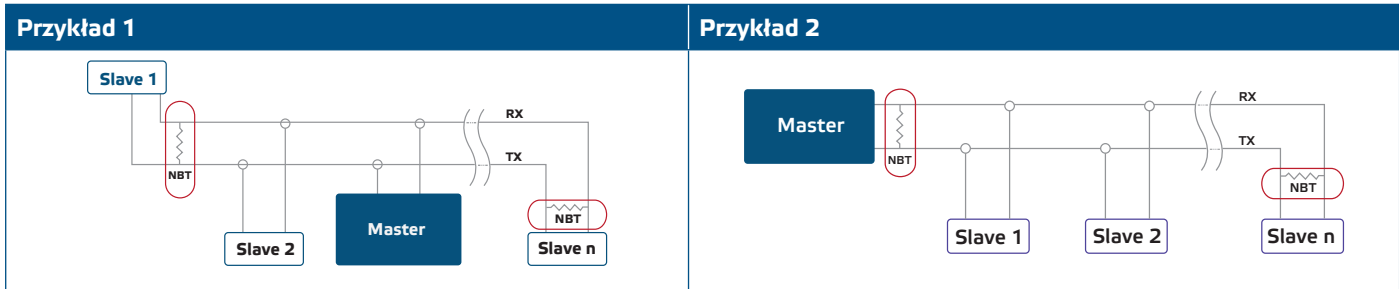 Przykład 1
Slave 1
RX
TX
NBT
NBT
Slave 2
Master
Slave n
Przykład 2
Master
RX
TX
NBT
NBT
Slave 1
Slave 2
Slave n